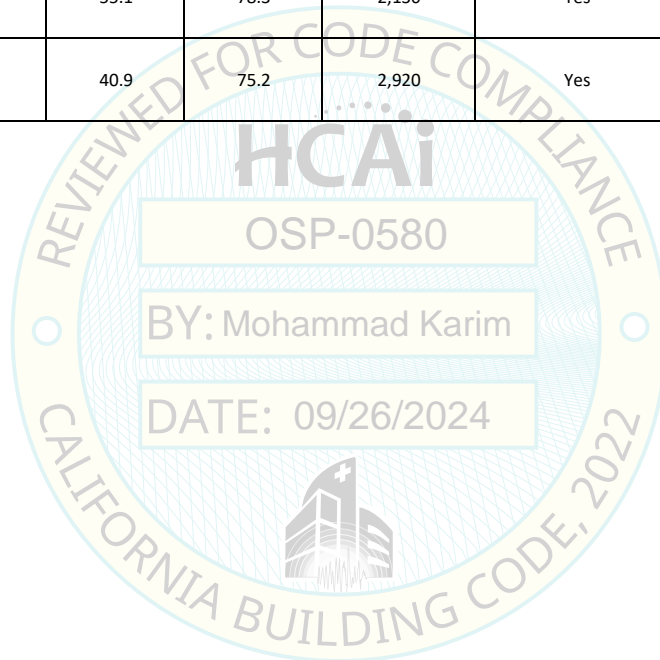 40.9 75.2 2,920 Yes
REVIEWED FOR CODE COMPLIANCE
HCAi
OSP-0580
BY: Mohammad Karim
DATE: 09/26/2024
CALIFORNIA BUILDING CODE, 2022